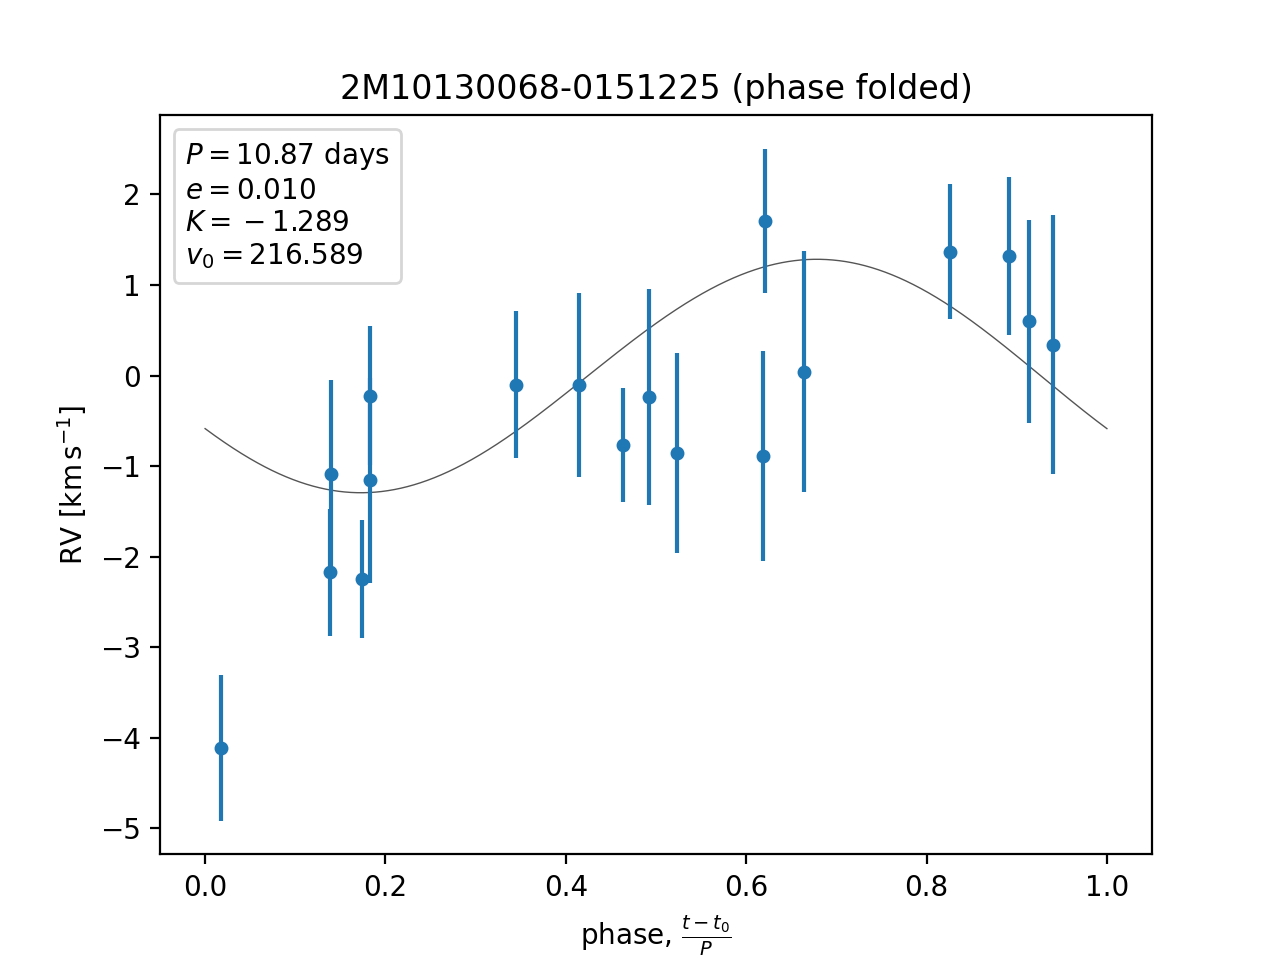 2M10130068-0151225 (phase folded)
P = 10.87 days
e = 0.010
K = −1.289
v₀ = 216.589
RV [km s⁻¹]
2
1
0
−1
−2
−3
−4
−5
0.0 0.2 0.4 0.6 0.8 1.0
phase, (t − t₀)/P